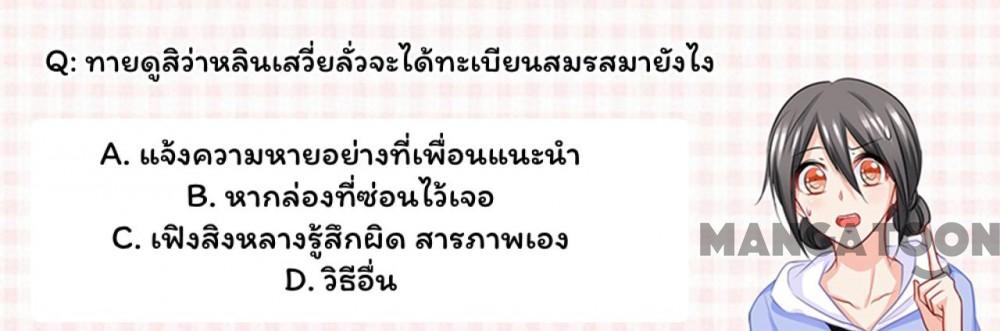 Q: ทายดูสิว่าหลินเสวี่ยลั่วจะได้ทะเบียนสมรสมายังไง
A. แจ้งความหายอย่างที่เพื่อนแนะนำ
B. หากล่องที่ซ่อนไว้เจอ
C. เฟิงสิงหลางรู้สึกผิด สารภาพเอง
D. วิธีอื่น
MANGATOON